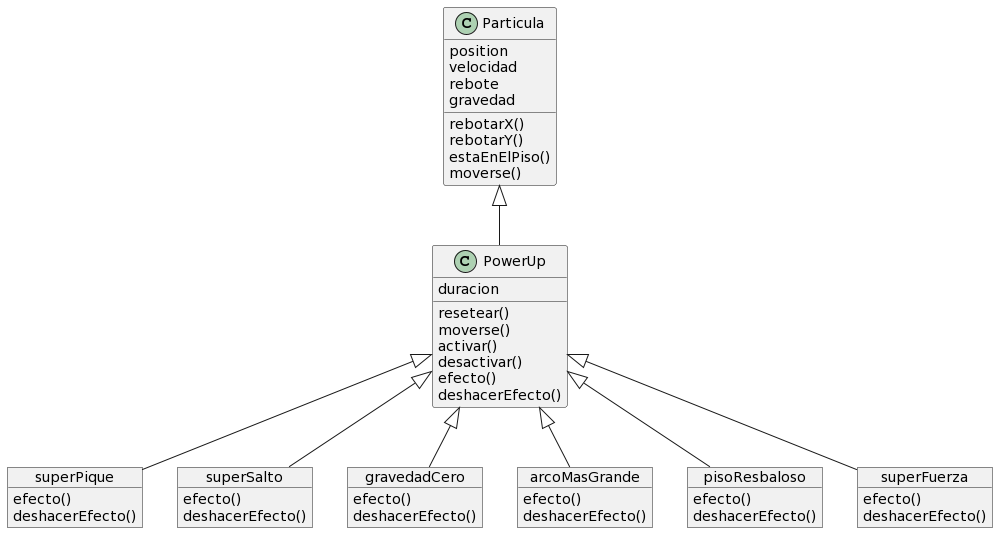 C Particula
position
velocidad
rebote
gravedad
rebotarX()
rebotarY()
estaEnElPiso()
moverse()
C PowerUp
duracion
resetear()
moverse()
activar()
desactivar()
efecto()
deshacerEfecto()
superPique
efecto()
deshacerEfecto()
superSalto
efecto()
deshacerEfecto()
gravedadCero
efecto()
deshacerEfecto()
arcoMasGrande
efecto()
deshacerEfecto()
pisoResbaloso
efecto()
deshacerEfecto()
superFuerza
efecto()
deshacerEfecto()